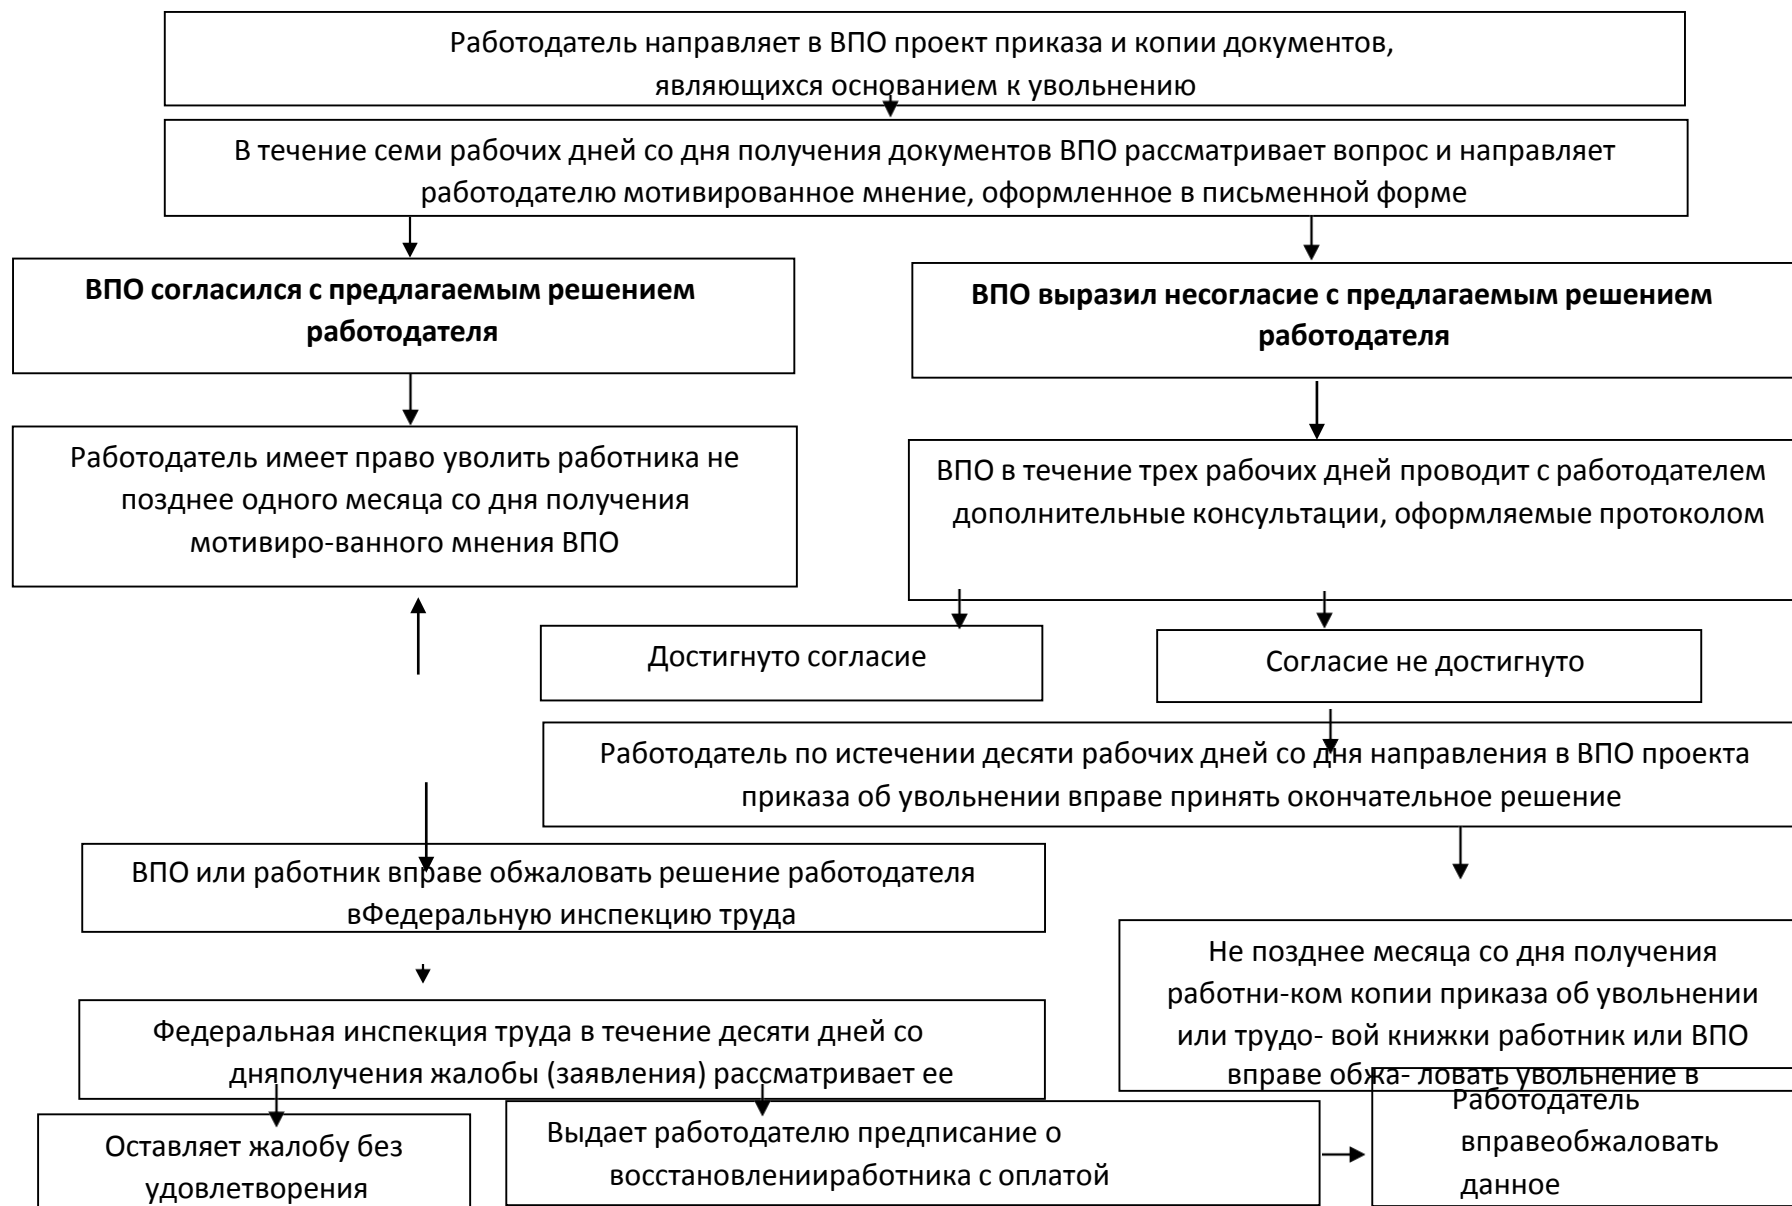 Работодатель направляет в ВПО проект приказа и копии документов,
являющихся основанием к увольнению
В течение семи рабочих дней со дня получения документов ВПО рассматривает вопрос и направляет
работодателю мотивированное мнение, оформленное в письменной форме
ВПО согласился с предлагаемым решением
работодателя
ВПО выразил несогласие с предлагаемым решением
работодателя
Работодатель имеет право уволить работника не
позднее одного месяца со дня получения
мотивиро-ванного мнения ВПО
ВПО в течение трех рабочих дней проводит с работодателем
дополнительные консультации, оформляемые протоколом
Достигнуто согласие
Согласие не достигнуто
Работодатель по истечении десяти рабочих дней со дня направления в ВПО проекта
приказа об увольнении вправе принять окончательное решение
ВПО или работник вправе обжаловать решение работодателя
вФедеральную инспекцию труда
Не позднее месяца со дня получения
работни-ком копии приказа об увольнении
или трудо- вой книжки работник или ВПО
вправе обжа- ловать увольнение в
Федеральная инспекция труда в течение десяти дней со
дняполучения жалобы (заявления) рассматривает ее
Оставляет жалобу без
удовлетворения
Выдает работодателю предписание о
восстановленииработника с оплатой
Работодатель
вправеобжаловать
данное